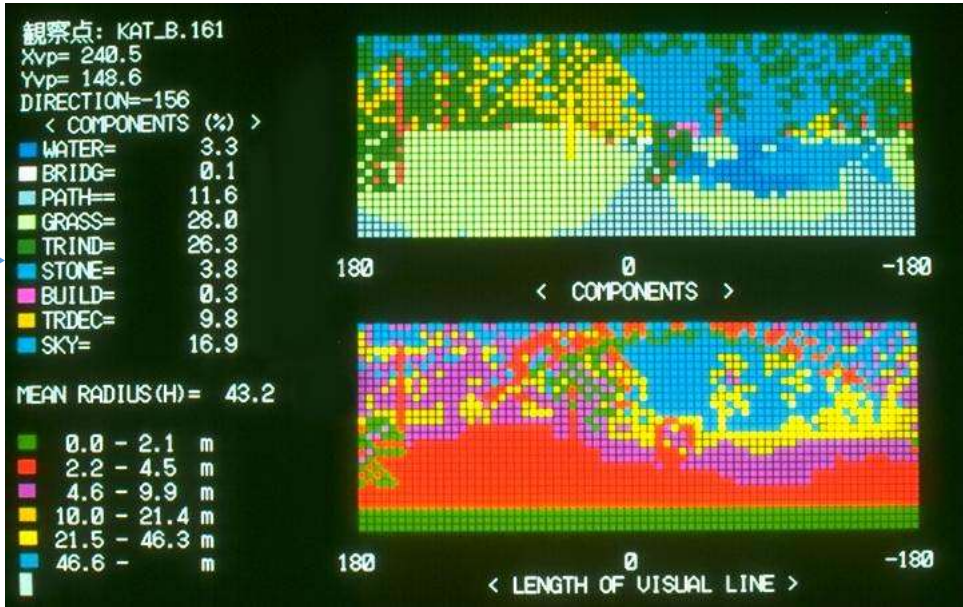 観察点: KAT_B.161
Xvp= 240.5
Yvp= 148.6
DIRECTION=-156
< COMPONENTS (%) >
WATER= 3.3
BRIDG= 0.1
PATH== 11.6
GRASS= 28.0
TRIND= 26.3
STONE= 3.8
BUILD= 0.3
TRDEC= 9.8
SKY= 16.9
MEAN RADIUS(H)= 43.2
0.0 - 2.1 m
2.2 - 4.5 m
4.6 - 9.9 m
10.0 - 21.4 m
21.5 - 46.3 m
46.6 - m
180 0 -180
< COMPONENTS >
180 0 -180
< LENGTH OF VISUAL LINE >